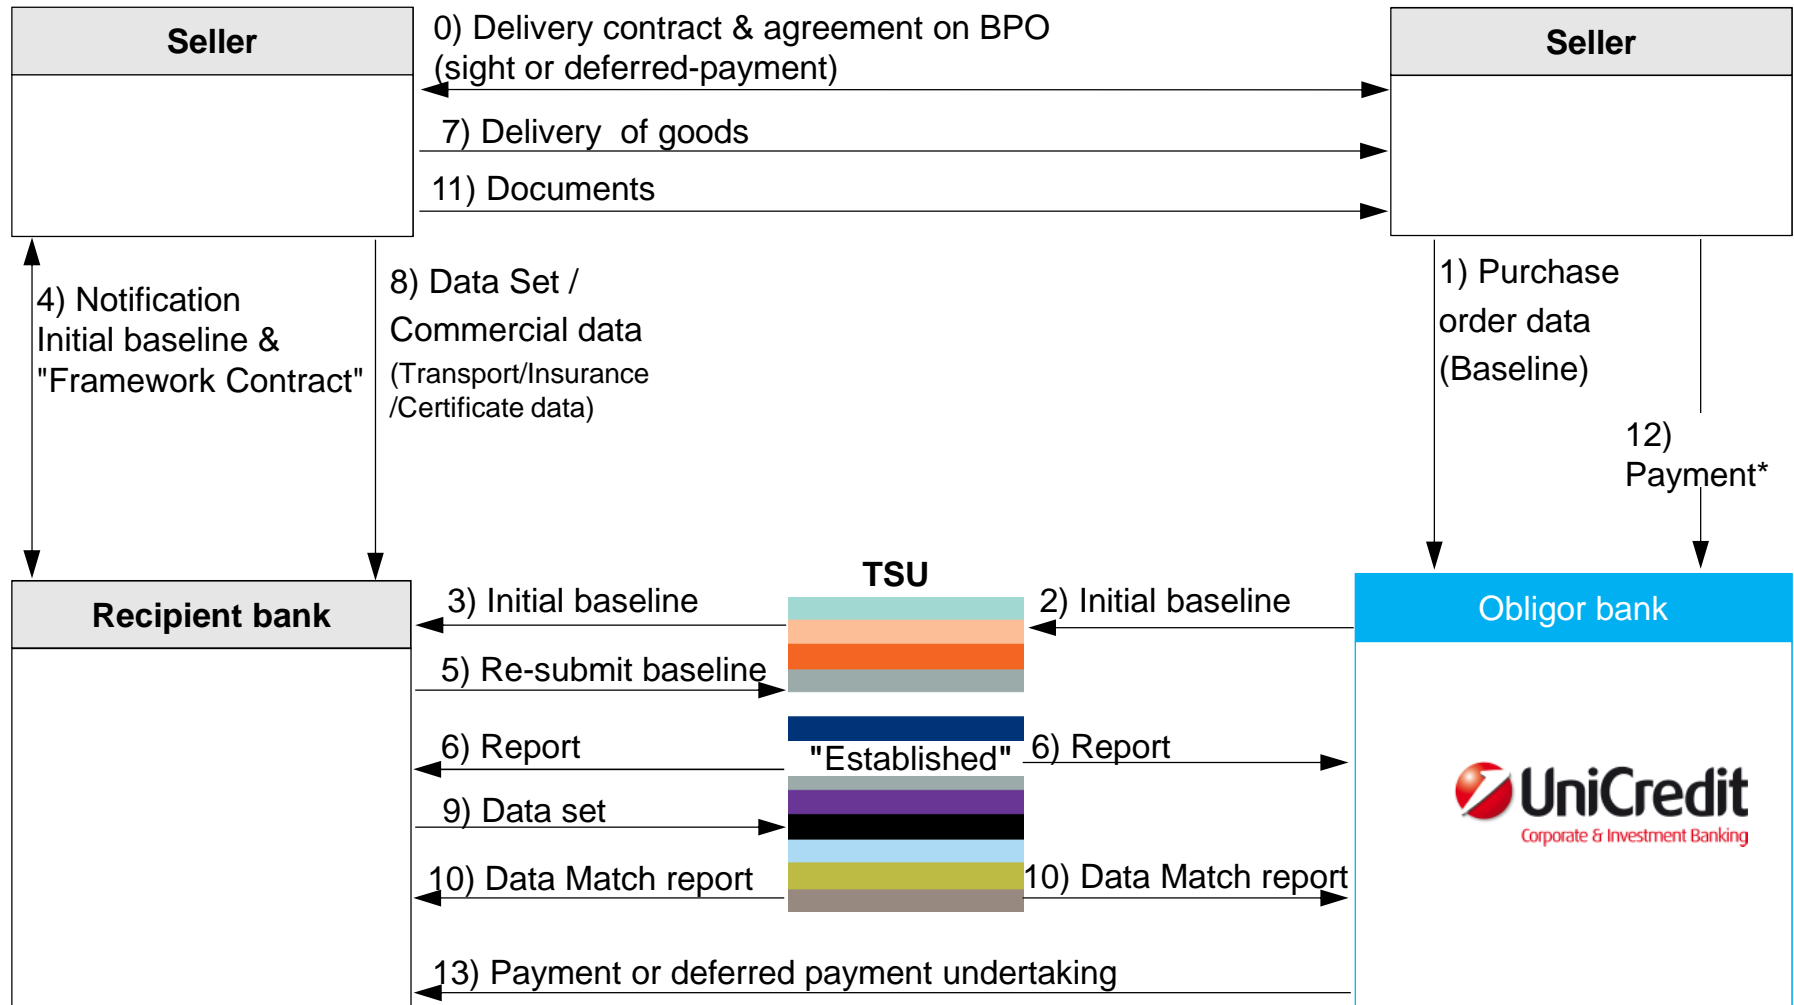 Seller
0) Delivery contract & agreement on BPO
(sight or deferred-payment)
Seller
7) Delivery of goods
11) Documents
4) Notification
Initial baseline &
"Framework Contract"
8) Data Set /
Commercial data
(Transport/Insurance
/Certificate data)
1) Purchase
order data
(Baseline)
12)
Payment*
Recipient bank
3) Initial baseline
TSU
2) Initial baseline
Obligor bank
5) Re-submit baseline
6) Report
"Established"
6) Report
9) Data set
10) Data Match report
10) Data Match report
UniCredit
Corporate & Investment Banking
13) Payment or deferred payment undertaking